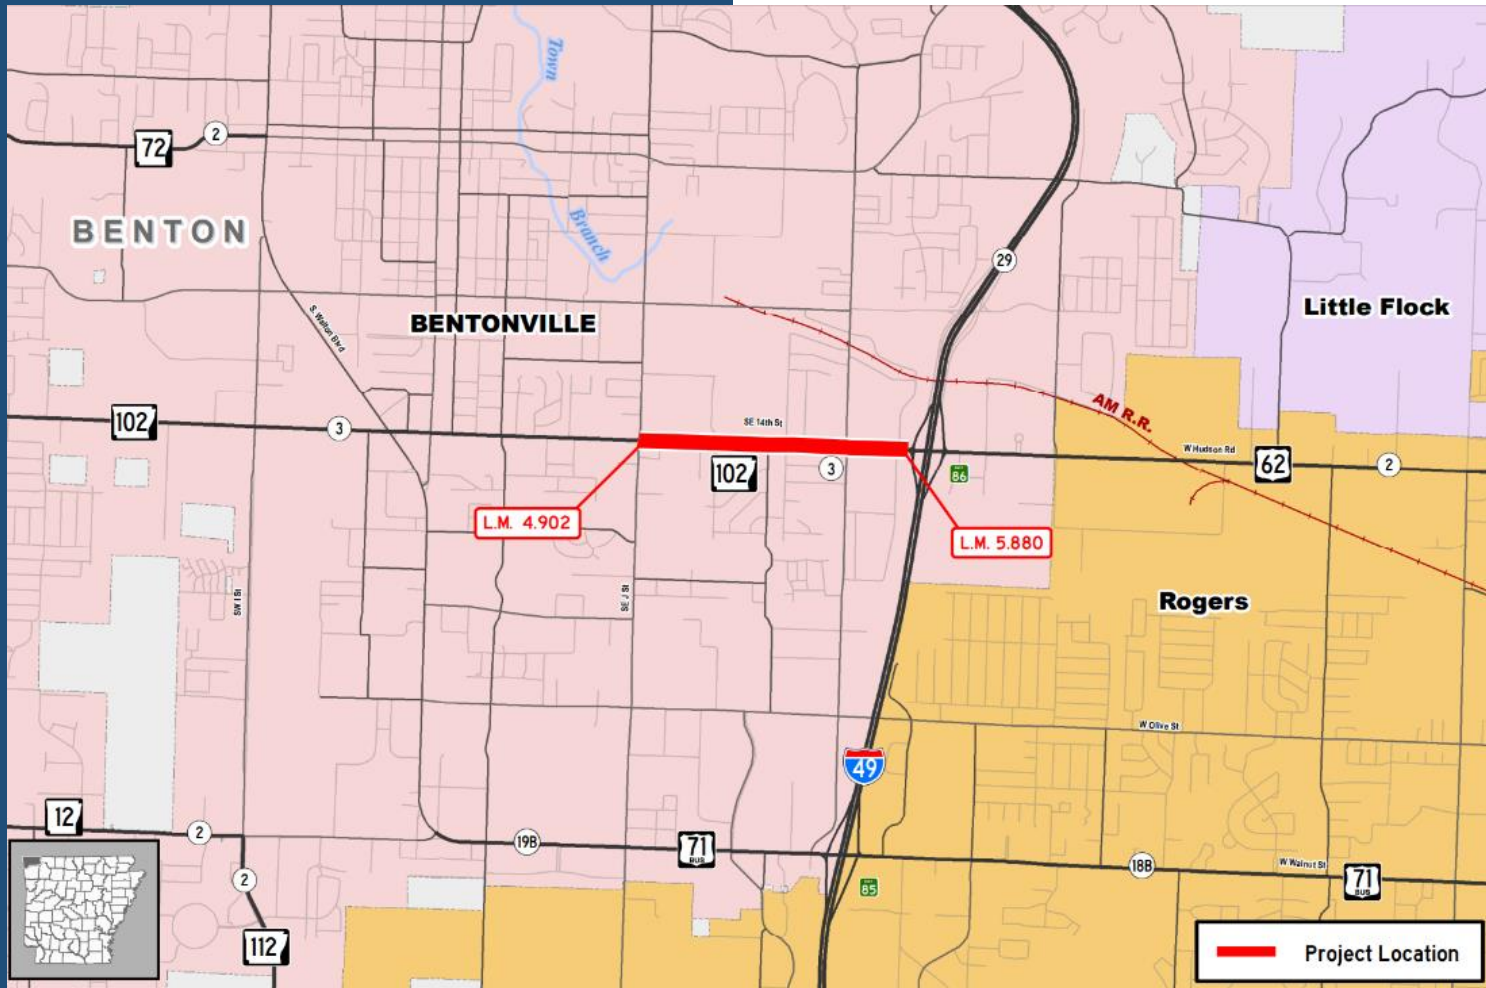 Town
72
2
BENTON
Branch
29
S. Walton Blvd
BENTONVILLE
Little Flock
AM R.R.
102
3
SE 14th St
W Hudson Rd
62
2
102
3
EXIT
86
L.M. 4.902
L.M. 5.880
SW I St
SE J St
Rogers
W Olive St
49
12
2
19B
71
BUS
18B
W Walnut St
71
BUS
2
EXIT
85
112
Project Location